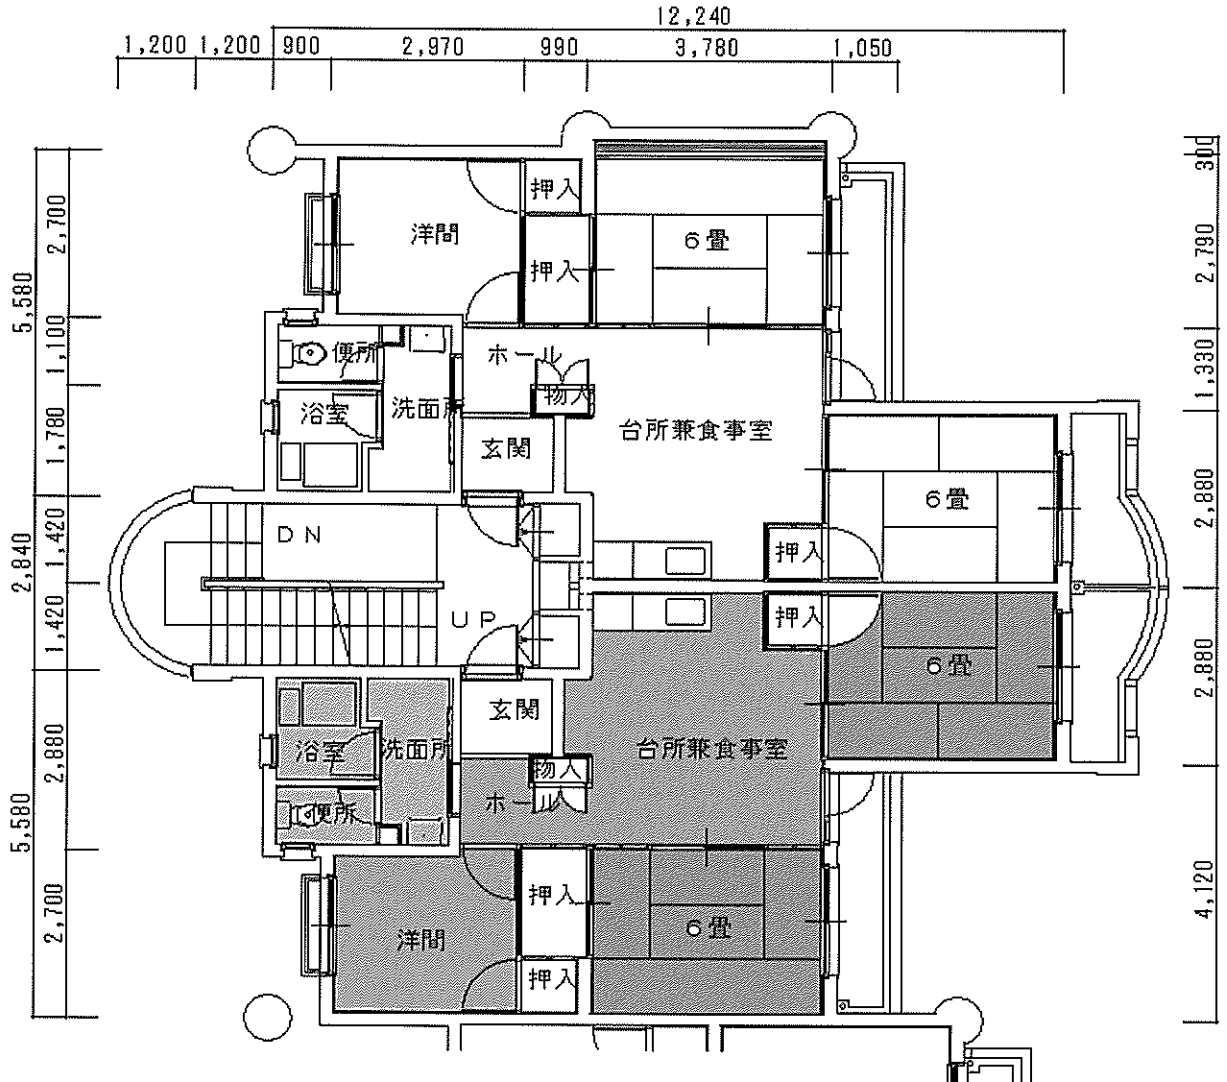 12,240
1,200 1,200 900 2,970 990 3,780 1,050
300
2,700
2,790
5,580
押入
洋間
6畳
押入
1,100
1,330
便所
ホール
物入
1,780
浴室
洗面所
台所兼食事室
玄関
6畳
2,880
1,420
DN
2,840
押入
1,420
UP
押入
6畳
2,880
玄関
2,880
浴室
洗面所
台所兼食事室
物入
ホール
便所
5,580
押入
4,120
2,700
洋間
6畳
押入